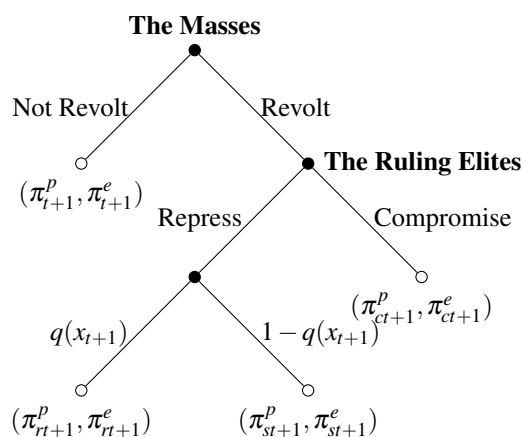 The Masses
Not Revolt
Revolt
(π^p_{t+1}, π^e_{t+1})
The Ruling Elites
Repress
Compromise
(π^p_{ct+1}, π^e_{ct+1})
q(x_{t+1})
1 − q(x_{t+1})
(π^p_{rt+1}, π^e_{rt+1})
(π^p_{st+1}, π^e_{st+1})